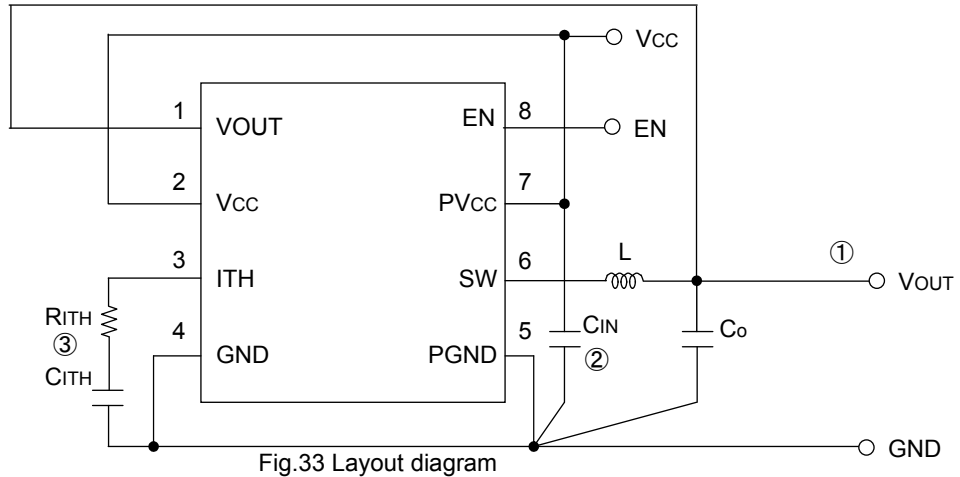 VCC
1
VOUT
EN
8
EN
2
VCC
PVCC
7
3
ITH
SW
6
L
①
VOUT
RITH
③
CITH
4
GND
PGND
5
CIN
②
Co
GND
Fig.33 Layout diagram